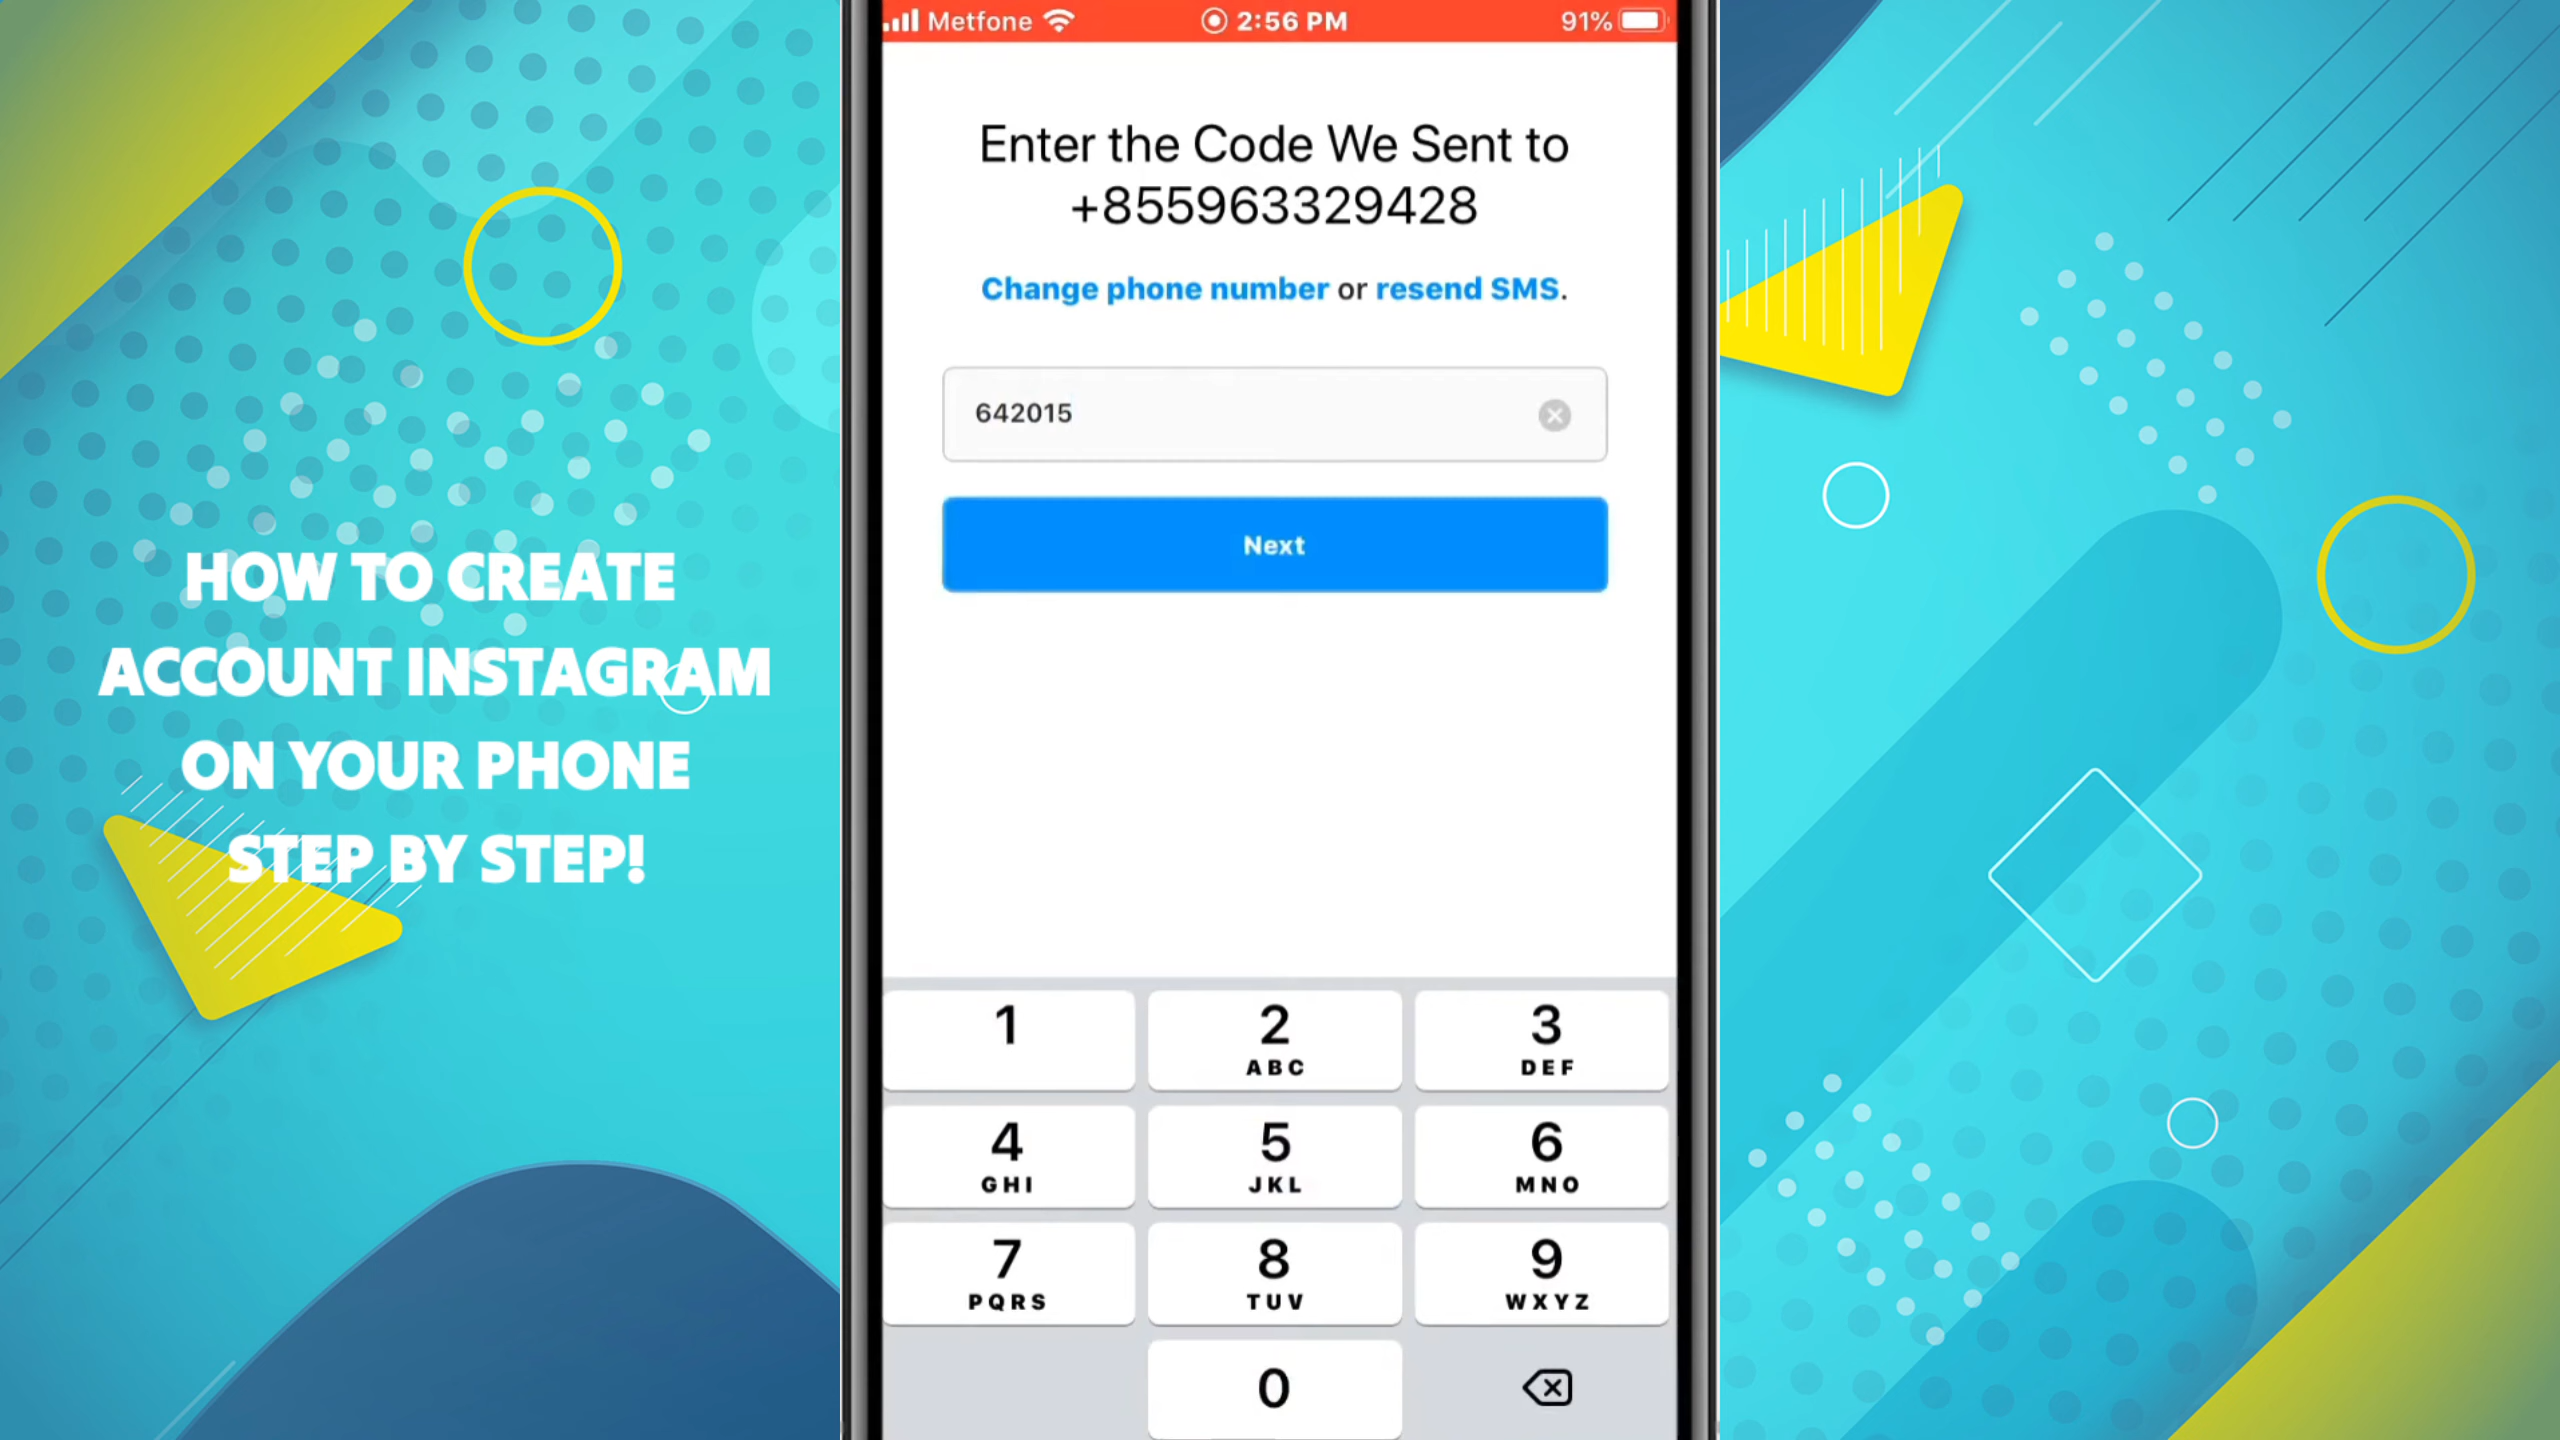 Metfone 2:56 PM 91%
Enter the Code We Sent to
+855963329428
Change phone number or resend SMS.
642015
Next
HOW TO CREATE
ACCOUNT INSTAGRAM
ON YOUR PHONE
STEP BY STEP!
1 2 3
ABC DEF
4 5 6
GHI JKL MNO
7 8 9
PQRS TUV WXYZ
0